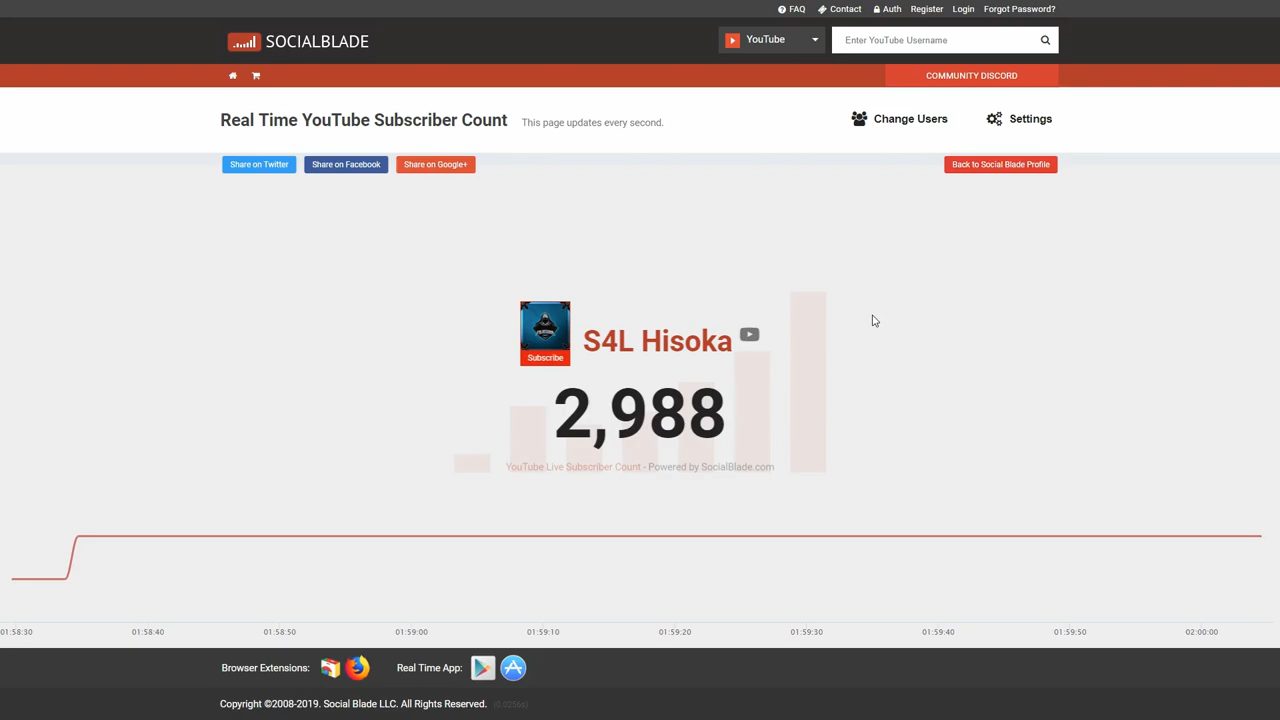 FAQ Contact Auth Register Login Forgot Password?
SOCIALBLADE
YouTube
Enter YouTube Username
COMMUNITY DISCORD
Real Time YouTube Subscriber Count
This page updates every second.
Change Users
Settings
Share on Twitter
Share on Facebook
Share on Google+
Back to Social Blade Profile
Subscribe
S4L Hisoka
2,988
YouTube Live Subscriber Count - Powered by SocialBlade.com
01:58:30 01:58:40 01:58:50 01:59:00 01:59:10 01:59:20 01:59:30 01:59:40 01:59:50 02:00:00
Browser Extensions:
Real Time App:
Copyright ©2008-2019. Social Blade LLC. All Rights Reserved. (0.0256s)